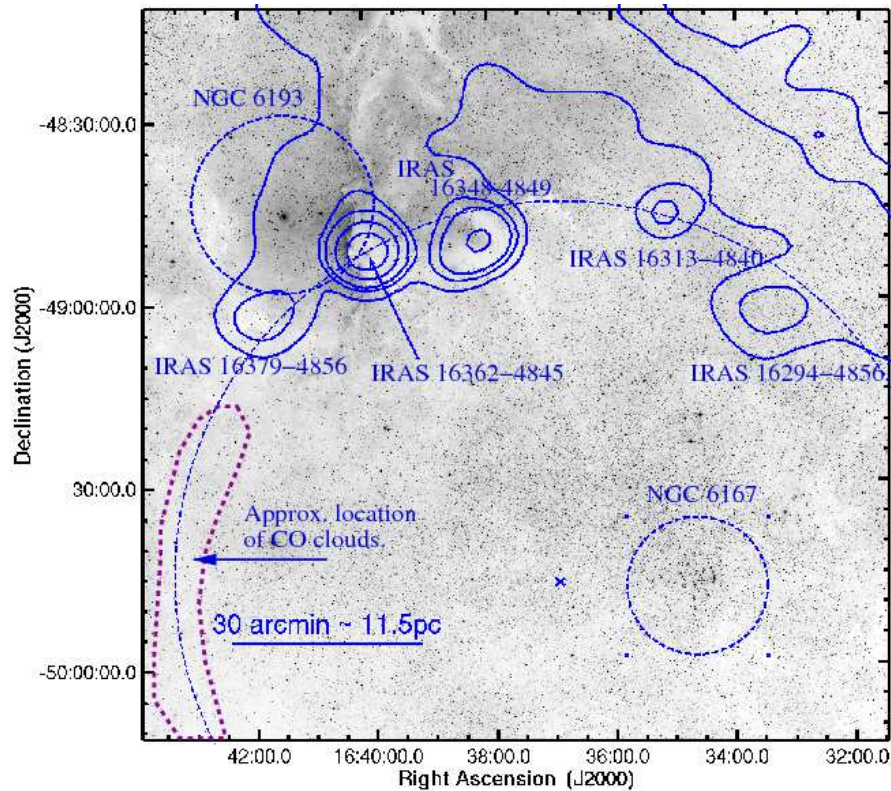 NGC 6193
-48:30:00.0
IRAS
16348-4849
IRAS 16313-4840
Declination (J2000)
-49:00:00.0
IRAS 16379-4856
IRAS 16362-4845
IRAS 16294-4856
30:00.0
NGC 6167
Approx. location
of CO clouds.
30 arcmin ~ 11.5pc
-50:00:00.0
42:00.0 16:40:00.0 38:00.0 36:00.0 34:00.0 32:00.0
Right Ascension (J2000)